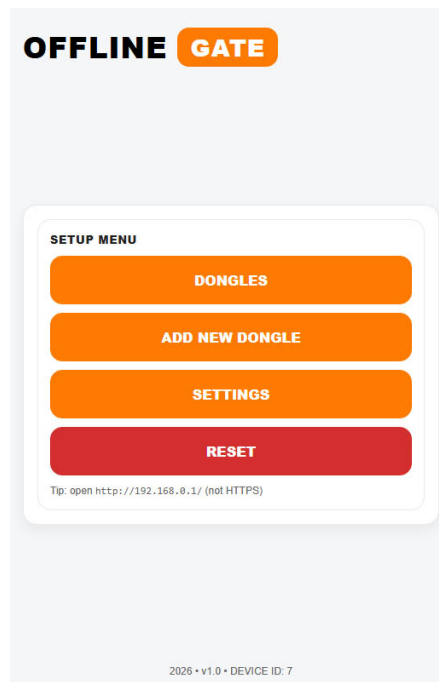 OFFLINE GATE
SETUP MENU
DONGLES
ADD NEW DONGLE
SETTINGS
RESET
Tip: open http://192.168.0.1/ (not HTTPS)
2026 • v1.0 • DEVICE ID: 7